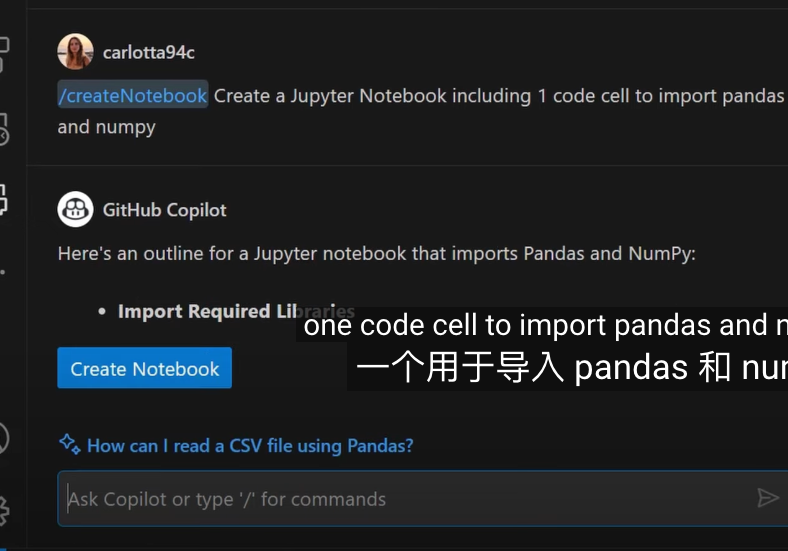 carlotta94c
/createNotebook Create a Jupyter Notebook including 1 code cell to import pandas
and numpy
GitHub Copilot
Here's an outline for a Jupyter notebook that imports Pandas and NumPy:
• Import Required Libraries
one code cell to import pandas and
一个用于导入 pandas 和
Create Notebook
How can I read a CSV file using Pandas?
Ask Copilot or type '/' for commands